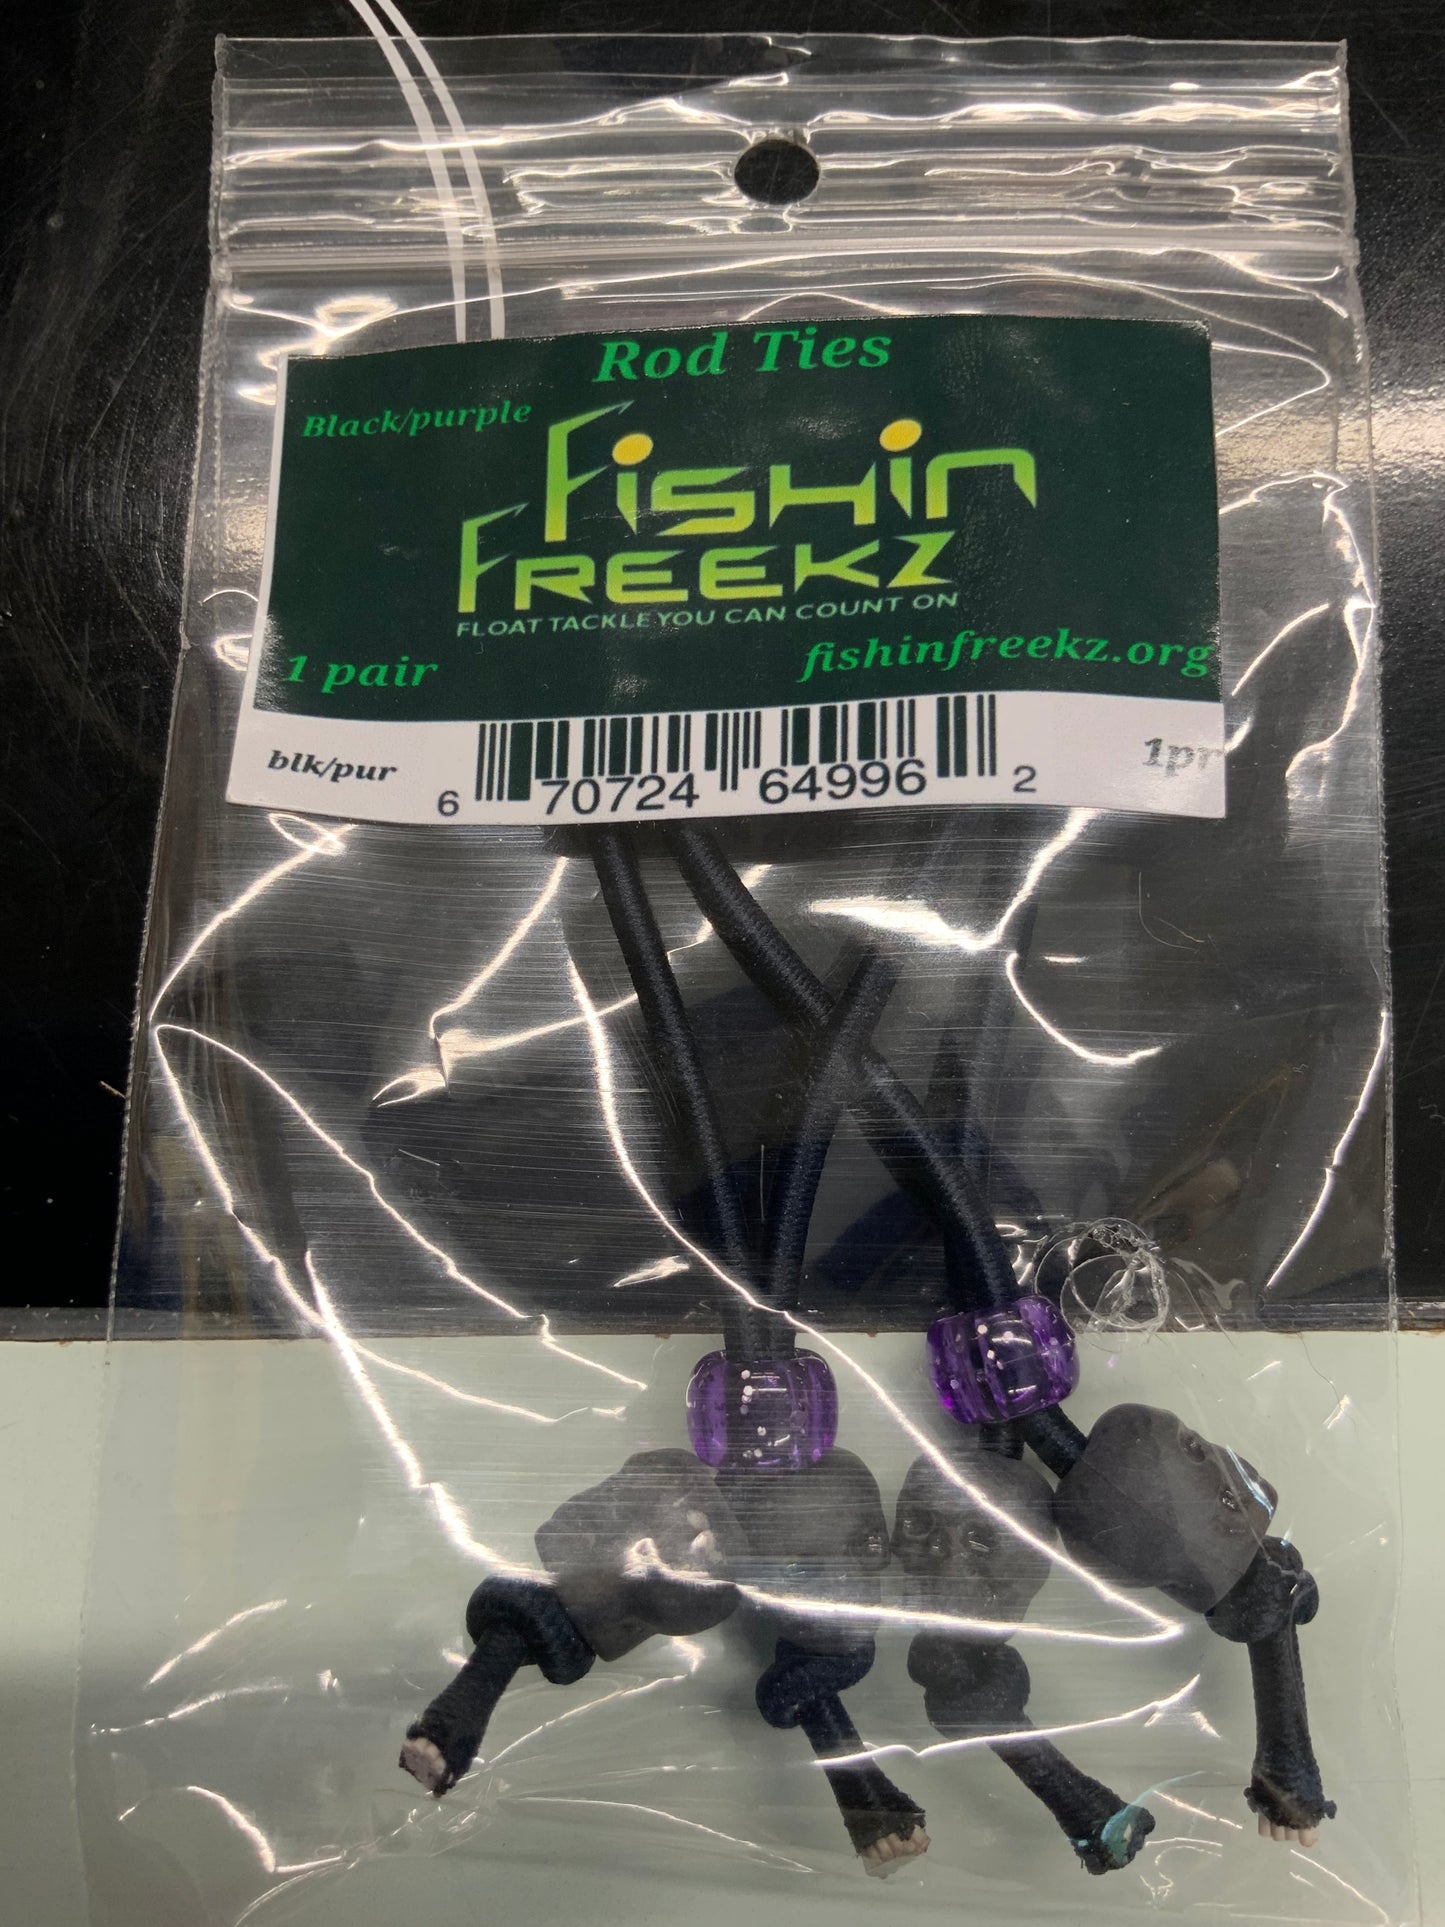 Rod Ties
Black/purple
Fishin
Freekz
FLOAT TACKLE YOU CAN COUNT ON
1 pair
fishinfreekz.org
blk/pur
1pr
6 70724 64996 2